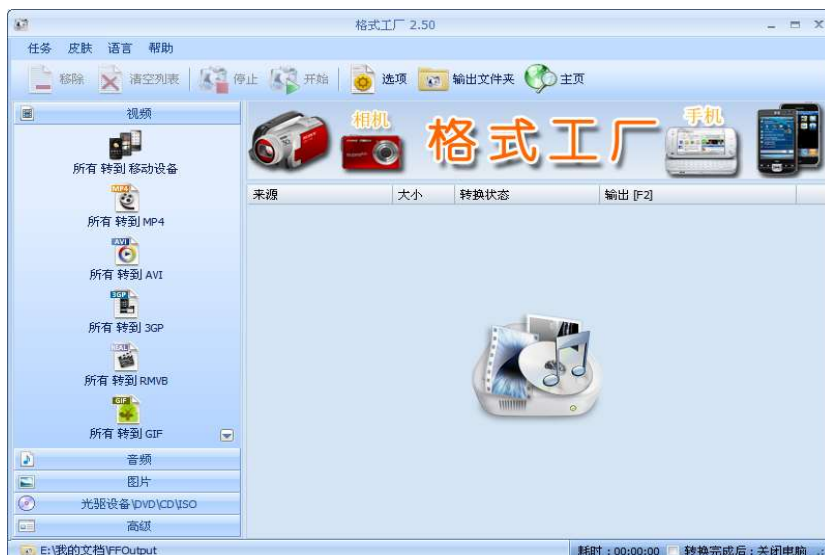 格式工厂 2.50
任务 皮肤 语言 帮助
移除 清空列表 停止 开始 选项 输出文件夹 主页
视频
相机
格式工厂
手机
所有 转到 移动设备
来源 大小 转换状态 输出 [F2]
MP4
所有 转到 MP4
AVI
所有 转到 AVI
3GP
所有 转到 3GP
所有 转到 RMVB
GIF
所有 转到 GIF
音频
图片
光驱设备\DVD\CD\ISO
高级
E:\我的文档\FFOutput
耗时 : 00:00:00 转换完成后 : 关闭电脑